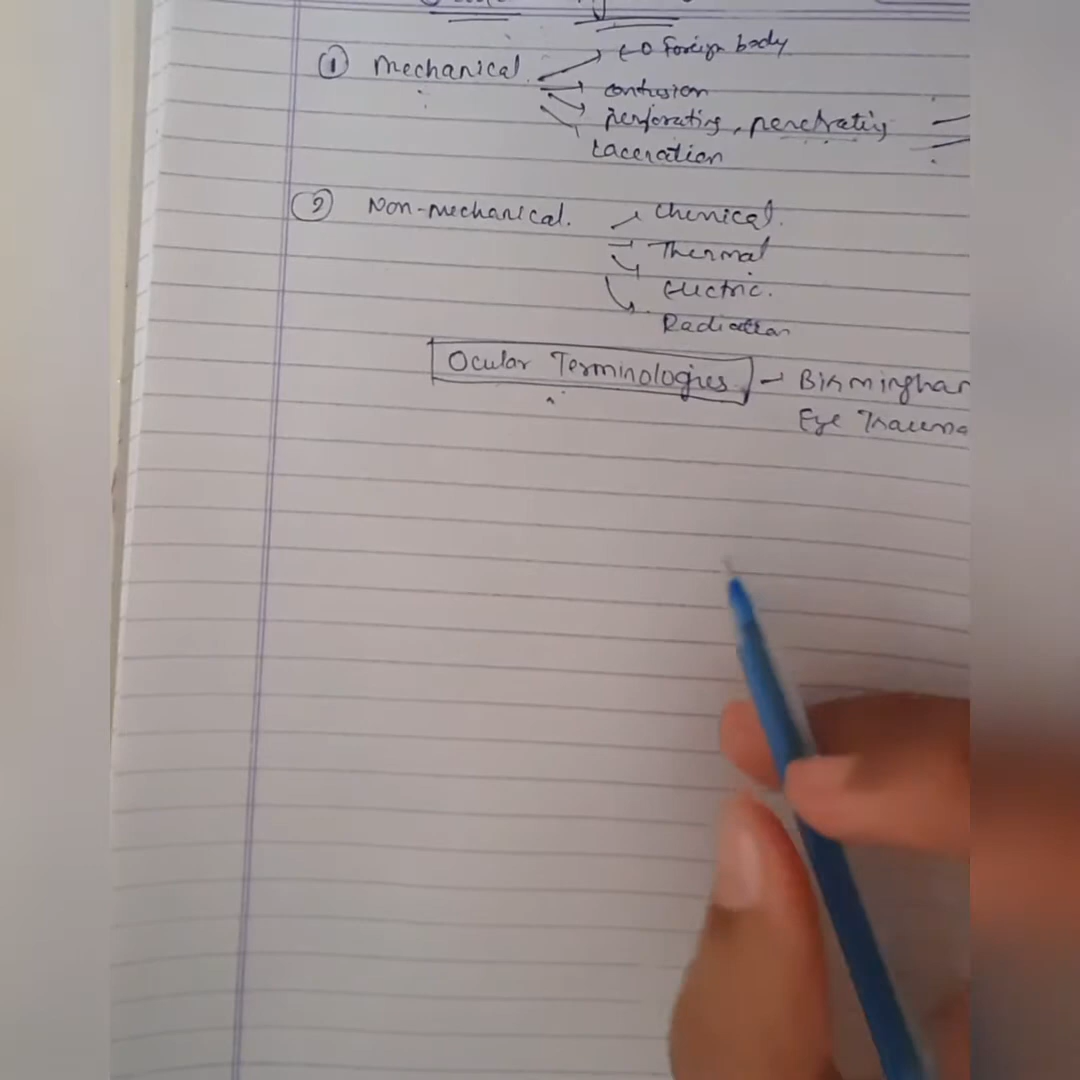 ① Mechanical → E·O Foreign body
→ contusion
→ perforating, penetrating
Laceration
② Non-mechanical. Chemical.
Thermal
Electric.
Radiation
Ocular Terminologies - Birmingham
Eye Trauma